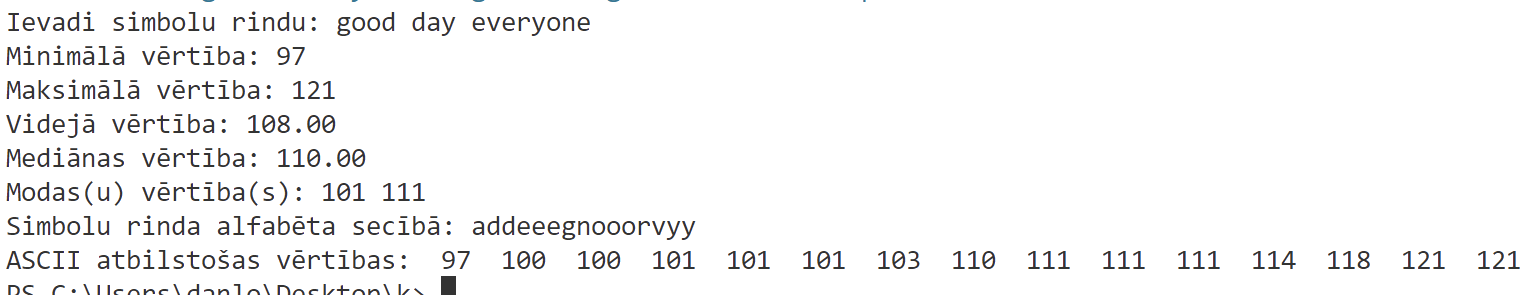 Ievadi simbolu rindu: good day everyone
Minimālā vērtība: 97
Maksimālā vērtība: 121
Videjā vērtība: 108.00
Mediānas vērtība: 110.00
Modas(u) vērtība(s): 101 111
Simbolu rinda alfabēta secībā: addeeegnooorvyy
ASCII atbilstošas vērtības:  97  100  100  101  101  101  103  110  111  111  111  114  118  121  121
PS C:\Users\danlo\Desktop\k>